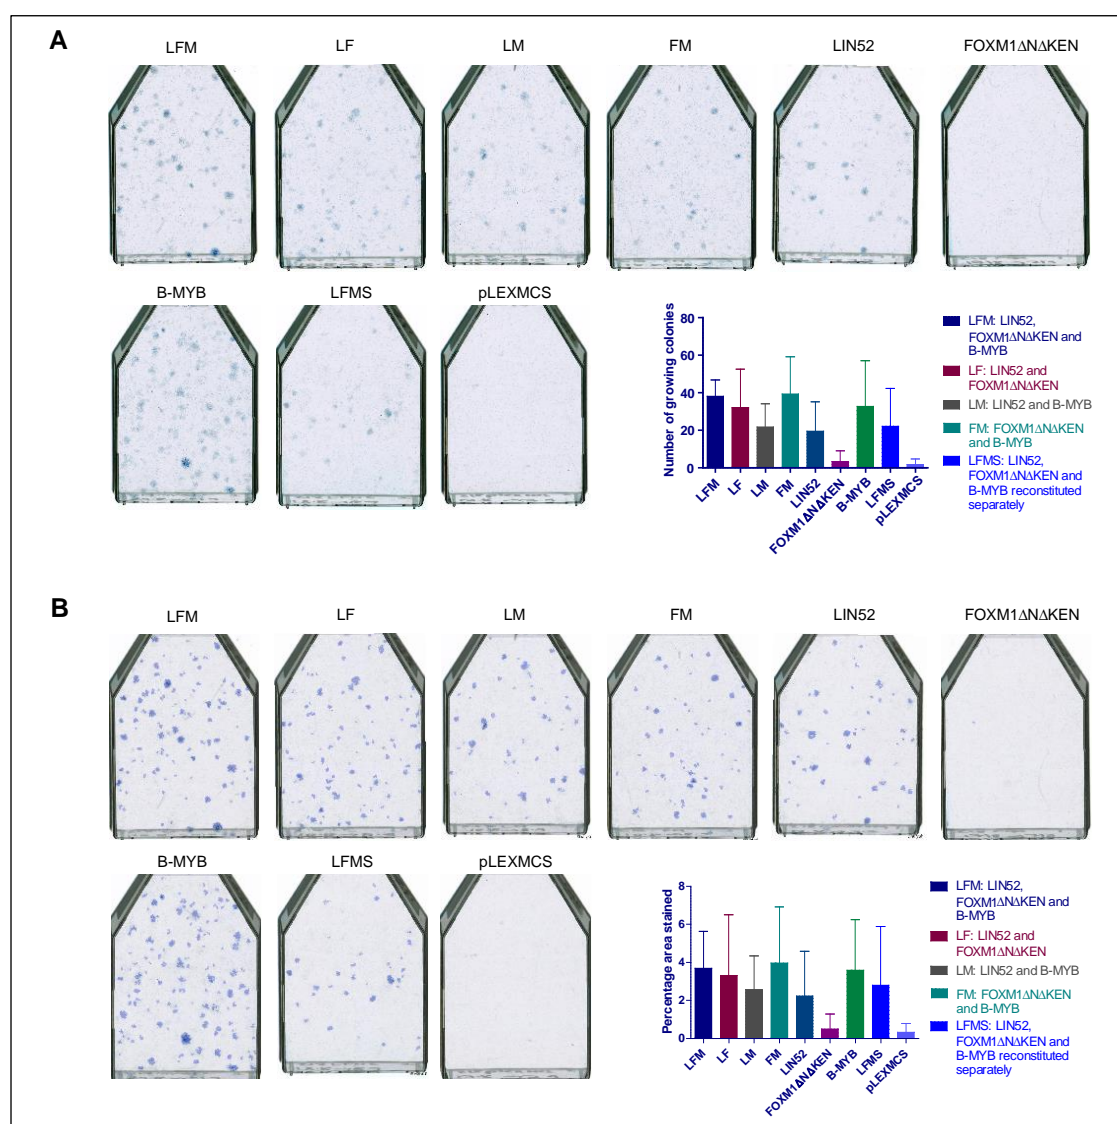 A
LFM
LF
LM
FM
LIN52
FOXM1ΔNΔKEN
B-MYB
LFMS
pLEXMCS
Number of growing colonies
80
60
40
20
0
LFM
LF
LM
FM
LIN52
FOXM1ΔNΔKEN
B-MYB
LFMS
pLEXMCS
LFM: LIN52,
FOXM1ΔNΔKEN and
B-MYB
LF: LIN52 and
FOXM1ΔNΔKEN
LM: LIN52 and B-MYB
FM: FOXM1ΔNΔKEN
and B-MYB
LFMS: LIN52,
FOXM1ΔNΔKEN and
B-MYB reconstituted
separately
B
LFM
LF
LM
FM
LIN52
FOXM1ΔNΔKEN
B-MYB
LFMS
pLEXMCS
Percentage area stained
8
6
4
2
0
LFM
LF
LM
FM
LIN52
FOXM1ΔNΔKEN
B-MYB
LFMS
pLEXMCS
LFM: LIN52,
FOXM1ΔNΔKEN and
B-MYB
LF: LIN52 and
FOXM1ΔNΔKEN
LM: LIN52 and B-MYB
FM: FOXM1ΔNΔKEN
and B-MYB
LFMS: LIN52,
FOXM1ΔNΔKEN and
B-MYB reconstituted
separately